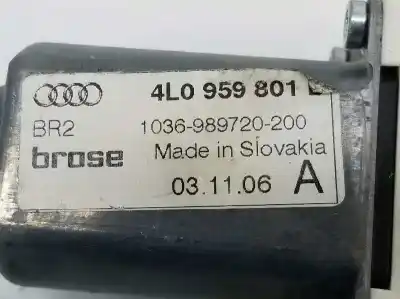 4L0 959 801
BR2 1036-989720-200
brose Made in Slovakia
03.11.06 A